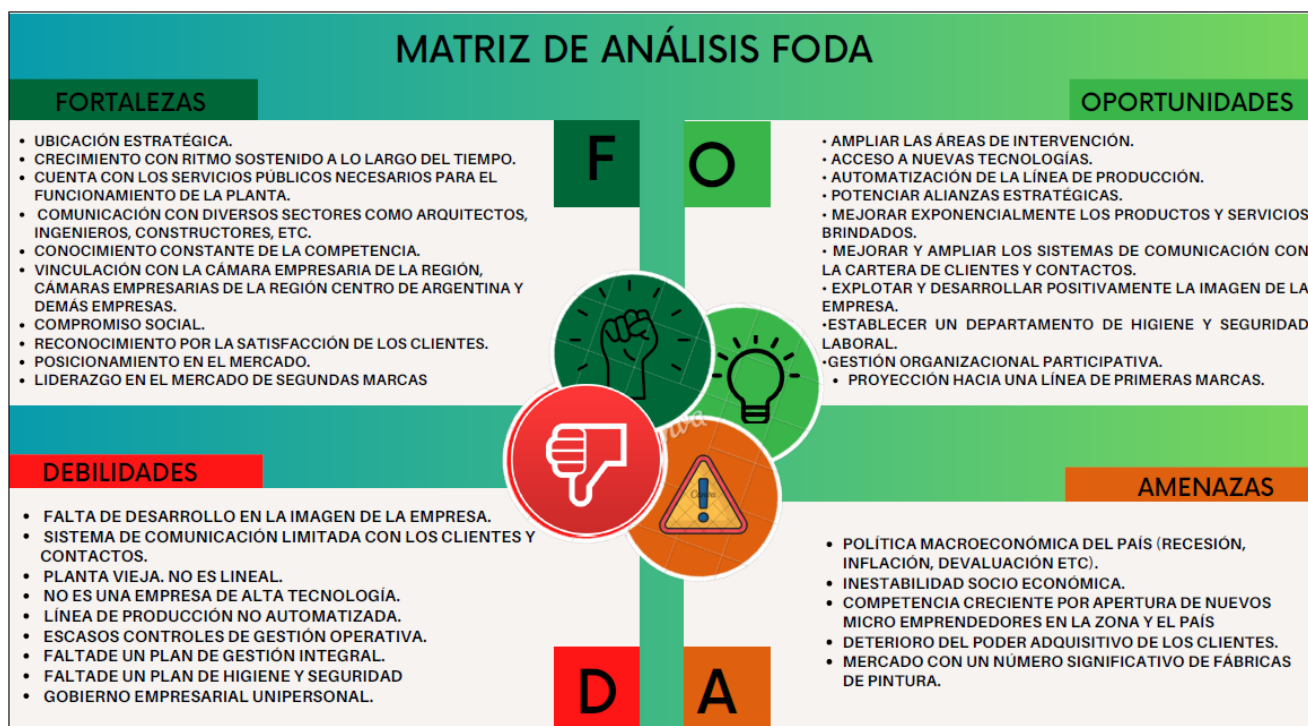 MATRIZ DE ANÁLISIS FODA
FORTALEZAS
• UBICACIÓN ESTRATÉGICA.
• CRECIMIENTO CON RITMO SOSTENIDO A LO LARGO DEL TIEMPO.
• CUENTA CON LOS SERVICIOS PÚBLICOS NECESARIOS PARA EL
FUNCIONAMIENTO DE LA PLANTA.
• COMUNICACIÓN CON DIVERSOS SECTORES COMO ARQUITECTOS,
INGENIEROS, CONSTRUCTORES, ETC.
• CONOCIMIENTO CONSTANTE DE LA COMPETENCIA.
• VINCULACIÓN CON LA CÁMARA EMPRESARIA DE LA REGIÓN,
CÁMARAS EMPRESARIAS DE LA REGIÓN CENTRO DE ARGENTINA Y
DEMÁS EMPRESAS.
• COMPROMISO SOCIAL.
• RECONOCIMIENTO POR LA SATISFACCIÓN DE LOS CLIENTES.
• POSICIONAMIENTO EN EL MERCADO.
• LIDERAZGO EN EL MERCADO DE SEGUNDAS MARCAS
F
O
OPORTUNIDADES
• AMPLIAR LAS ÁREAS DE INTERVENCIÓN.
• ACCESO A NUEVAS TECNOLOGÍAS.
• AUTOMATIZACIÓN DE LA LÍNEA DE PRODUCCIÓN.
• POTENCIAR ALIANZAS ESTRATÉGICAS.
• MEJORAR EXPONENCIALMENTE LOS PRODUCTOS Y SERVICIOS
BRINDADOS.
• MEJORAR Y AMPLIAR LOS SISTEMAS DE COMUNICACIÓN CON
LA CARTERA DE CLIENTES Y CONTACTOS.
• EXPLOTAR Y DESARROLLAR POSITIVAMENTE LA IMAGEN DE LA
EMPRESA.
•ESTABLECER UN DEPARTAMENTO DE HIGIENE Y SEGURIDAD
LABORAL.
•GESTIÓN ORGANIZACIONAL PARTICIPATIVA.
• PROYECCIÓN HACIA UNA LÍNEA DE PRIMERAS MARCAS.
DEBILIDADES
• FALTA DE DESARROLLO EN LA IMAGEN DE LA EMPRESA.
• SISTEMA DE COMUNICACIÓN LIMITADA CON LOS CLIENTES Y
CONTACTOS.
• PLANTA VIEJA. NO ES LINEAL.
• NO ES UNA EMPRESA DE ALTA TECNOLOGÍA.
• LÍNEA DE PRODUCCIÓN NO AUTOMATIZADA.
• ESCASOS CONTROLES DE GESTIÓN OPERATIVA.
• FALTADE UN PLAN DE GESTIÓN INTEGRAL.
• FALTADE UN PLAN DE HIGIENE Y SEGURIDAD
• GOBIERNO EMPRESARIAL UNIPERSONAL.
D
A
AMENAZAS
• POLÍTICA MACROECONÓMICA DEL PAÍS (RECESIÓN,
INFLACIÓN, DEVALUACIÓN ETC).
• INESTABILIDAD SOCIO ECONÓMICA.
• COMPETENCIA CRECIENTE POR APERTURA DE NUEVOS
MICRO EMPRENDEDORES EN LA ZONA Y EL PAÍS
• DETERIORO DEL PODER ADQUISITIVO DE LOS CLIENTES.
• MERCADO CON UN NÚMERO SIGNIFICATIVO DE FÁBRICAS
DE PINTURA.